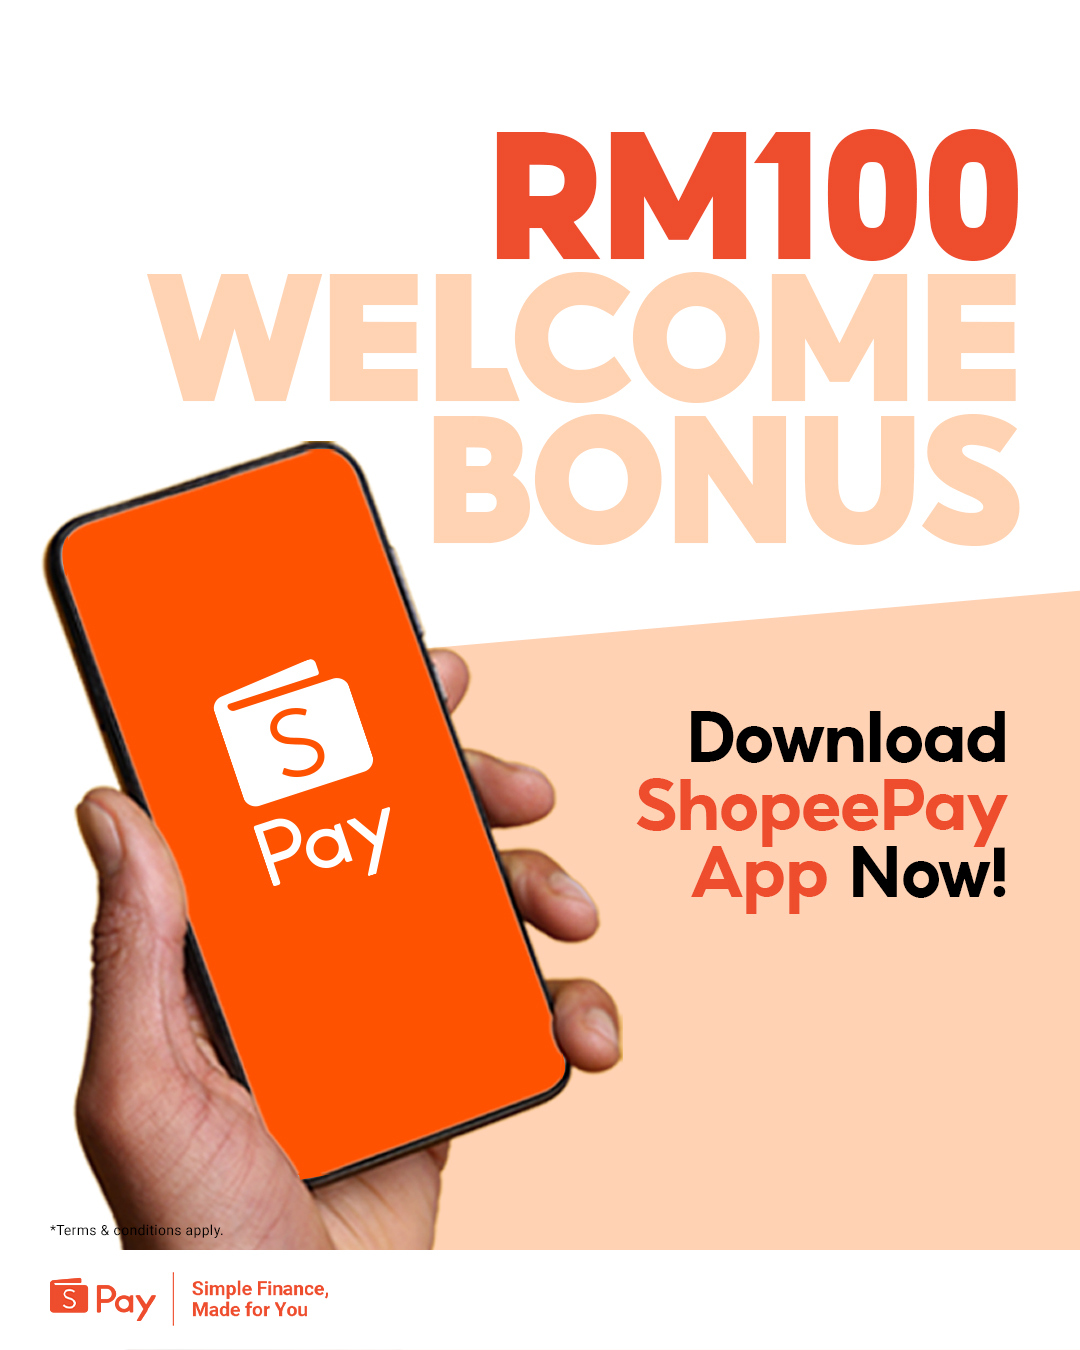 RM100
WELCOME
BONUS
S
Pay
Download
ShopeePay
App Now!
*Terms & conditions apply.
S Pay
Simple Finance,
Made for You